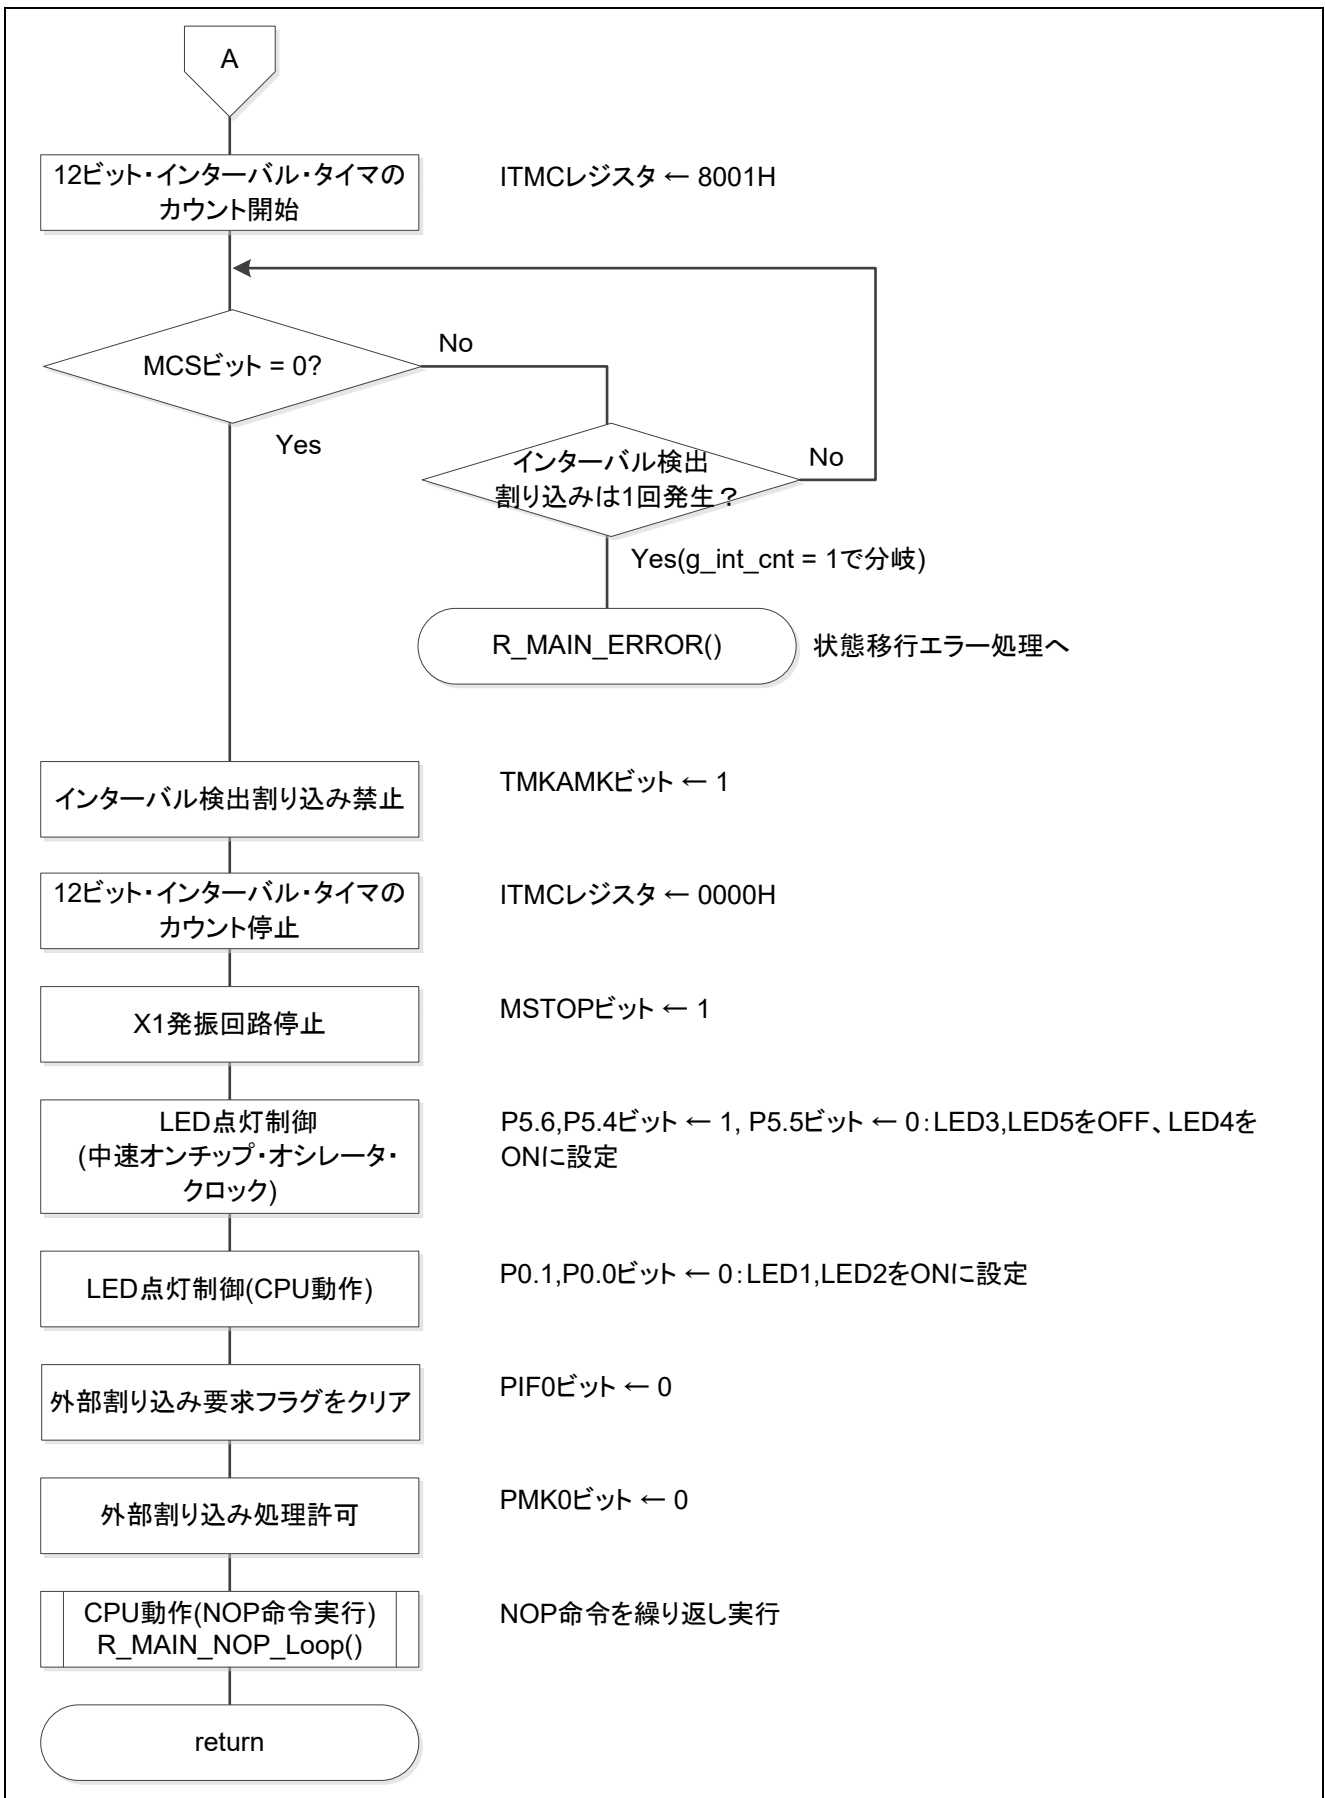 A
12ビット・インターバル・タイマの
カウント開始
ITMCレジスタ ← 8001H
MCSビット = 0?
No
Yes
インターバル検出
割り込みは1回発生？
No
Yes(g_int_cnt = 1で分岐)
R_MAIN_ERROR()
状態移行エラー処理へ
インターバル検出割り込み禁止
TMKAMKビット ← 1
12ビット・インターバル・タイマの
カウント停止
ITMCレジスタ ← 0000H
X1発振回路停止
MSTOPビット ← 1
LED点灯制御
(中速オンチップ・オシレータ・
クロック)
P5.6,P5.4ビット ← 1, P5.5ビット ← 0：LED3,LED5をOFF、LED4を
ONに設定
LED点灯制御(CPU動作)
P0.1,P0.0ビット ← 0：LED1,LED2をONに設定
外部割り込み要求フラグをクリア
PIF0ビット ← 0
外部割り込み処理許可
PMK0ビット ← 0
CPU動作(NOP命令実行)
R_MAIN_NOP_Loop()
NOP命令を繰り返し実行
return